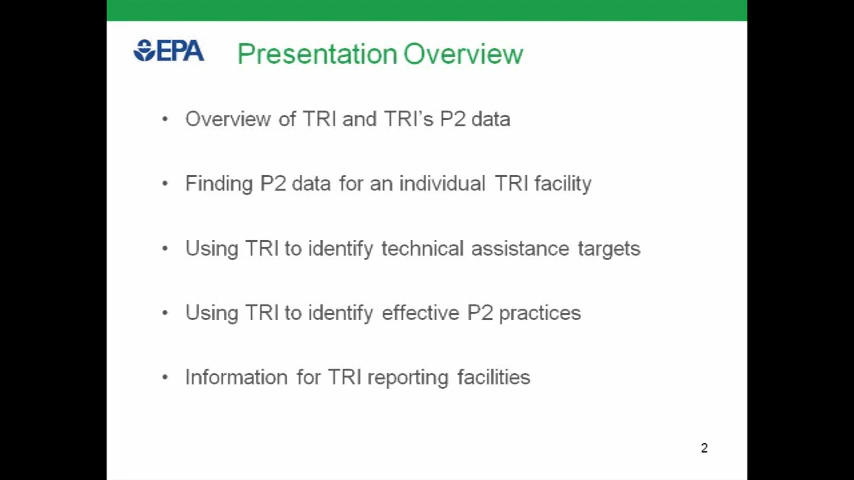 EPA
Presentation Overview
• Overview of TRI and TRI's P2 data
• Finding P2 data for an individual TRI facility
• Using TRI to identify technical assistance targets
• Using TRI to identify effective P2 practices
• Information for TRI reporting facilities
2